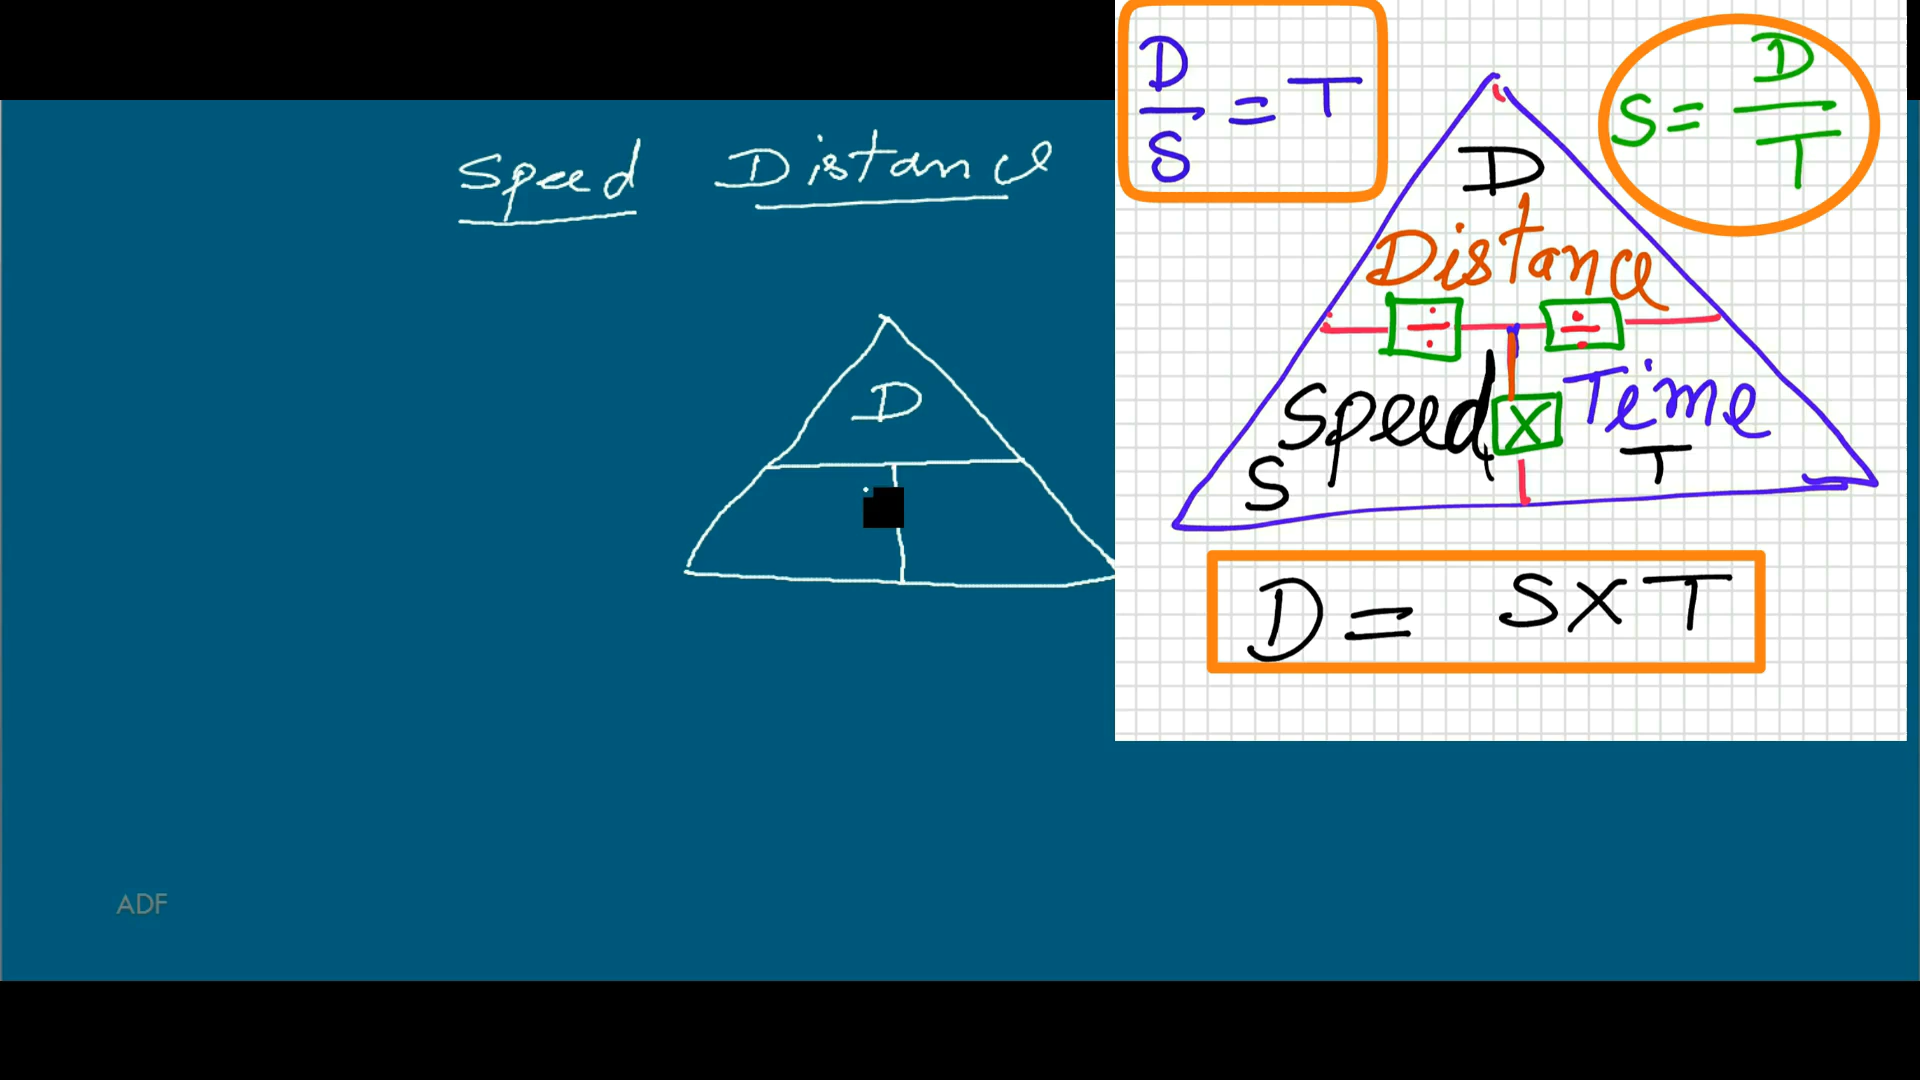 Speed Distance
D
ADF
D/S = T
S = D/T
D
Distance
÷ ÷
Speed X Time
S T
D = S X T